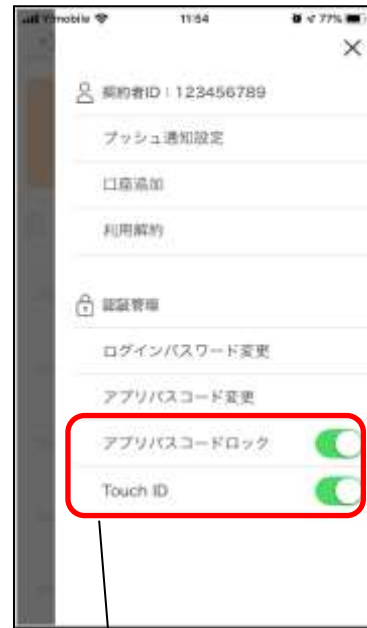 Y!mobile 11:54 77%
契約者ID：123456789
プッシュ通知設定
口座追加
利用解約
認証管理
ログインパスワード変更
アプリパスコード変更
アプリパスコードロック
Touch ID